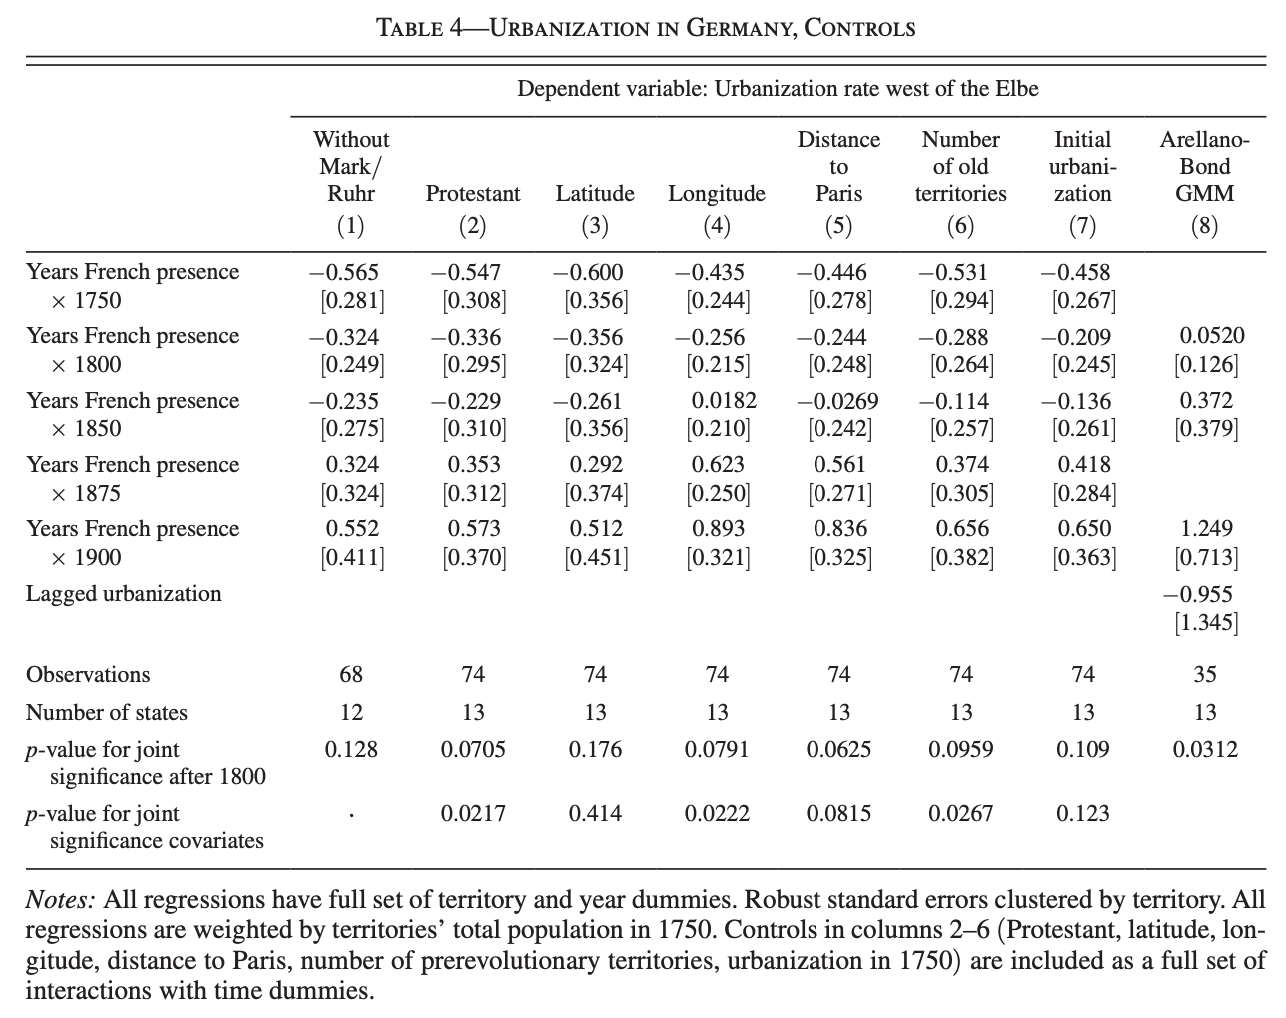 TABLE 4—URBANIZATION IN GERMANY, CONTROLS
Dependent variable: Urbanization rate west of the Elbe
Without Distance Number Initial Arellano-
Mark/ to of old urbani- Bond
Ruhr Protestant Latitude Longitude Paris territories zation GMM
(1) (2) (3) (4) (5) (6) (7) (8)
Years French presence −0.565 −0.547 −0.600 −0.435 −0.446 −0.531 −0.458
× 1750 [0.281] [0.308] [0.356] [0.244] [0.278] [0.294] [0.267]
Years French presence −0.324 −0.336 −0.356 −0.256 −0.244 −0.288 −0.209 0.0520
× 1800 [0.249] [0.295] [0.324] [0.215] [0.248] [0.264] [0.245] [0.126]
Years French presence −0.235 −0.229 −0.261 0.0182 −0.0269 −0.114 −0.136 0.372
× 1850 [0.275] [0.310] [0.356] [0.210] [0.242] [0.257] [0.261] [0.379]
Years French presence 0.324 0.353 0.292 0.623 0.561 0.374 0.418
× 1875 [0.324] [0.312] [0.374] [0.250] [0.271] [0.305] [0.284]
Years French presence 0.552 0.573 0.512 0.893 0.836 0.656 0.650 1.249
× 1900 [0.411] [0.370] [0.451] [0.321] [0.325] [0.382] [0.363] [0.713]
Lagged urbanization −0.955
[1.345]
Observations 68 74 74 74 74 74 74 35
Number of states 12 13 13 13 13 13 13 13
p-value for joint 0.128 0.0705 0.176 0.0791 0.0625 0.0959 0.109 0.0312
significance after 1800
p-value for joint · 0.0217 0.414 0.0222 0.0815 0.0267 0.123
significance covariates
Notes: All regressions have full set of territory and year dummies. Robust standard errors clustered by territory. All
regressions are weighted by territories’ total population in 1750. Controls in columns 2–6 (Protestant, latitude, lon-
gitude, distance to Paris, number of prerevolutionary territories, urbanization in 1750) are included as a full set of
interactions with time dummies.